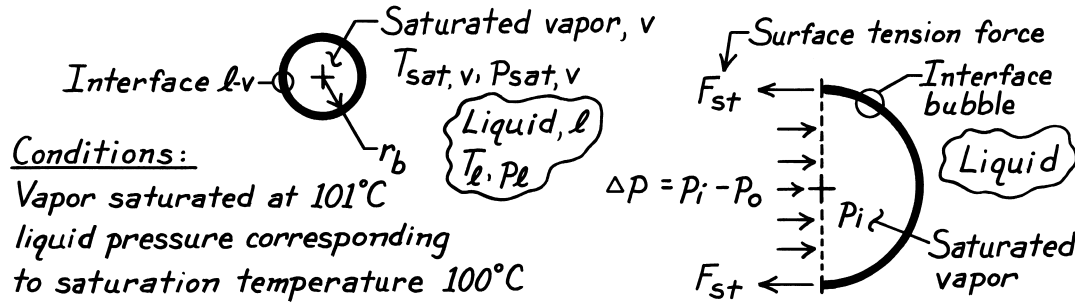 Saturated vapor, v
Tsat, v, Psat, v
Interface ℓ-v
Liquid, ℓ
Tℓ, pℓ
rb
Conditions:
Vapor saturated at 101°C
liquid pressure corresponding
to saturation temperature 100°C
Surface tension force
Fst
Interface
bubble
Liquid
Δp = pi - po
pi
Saturated
vapor
Fst